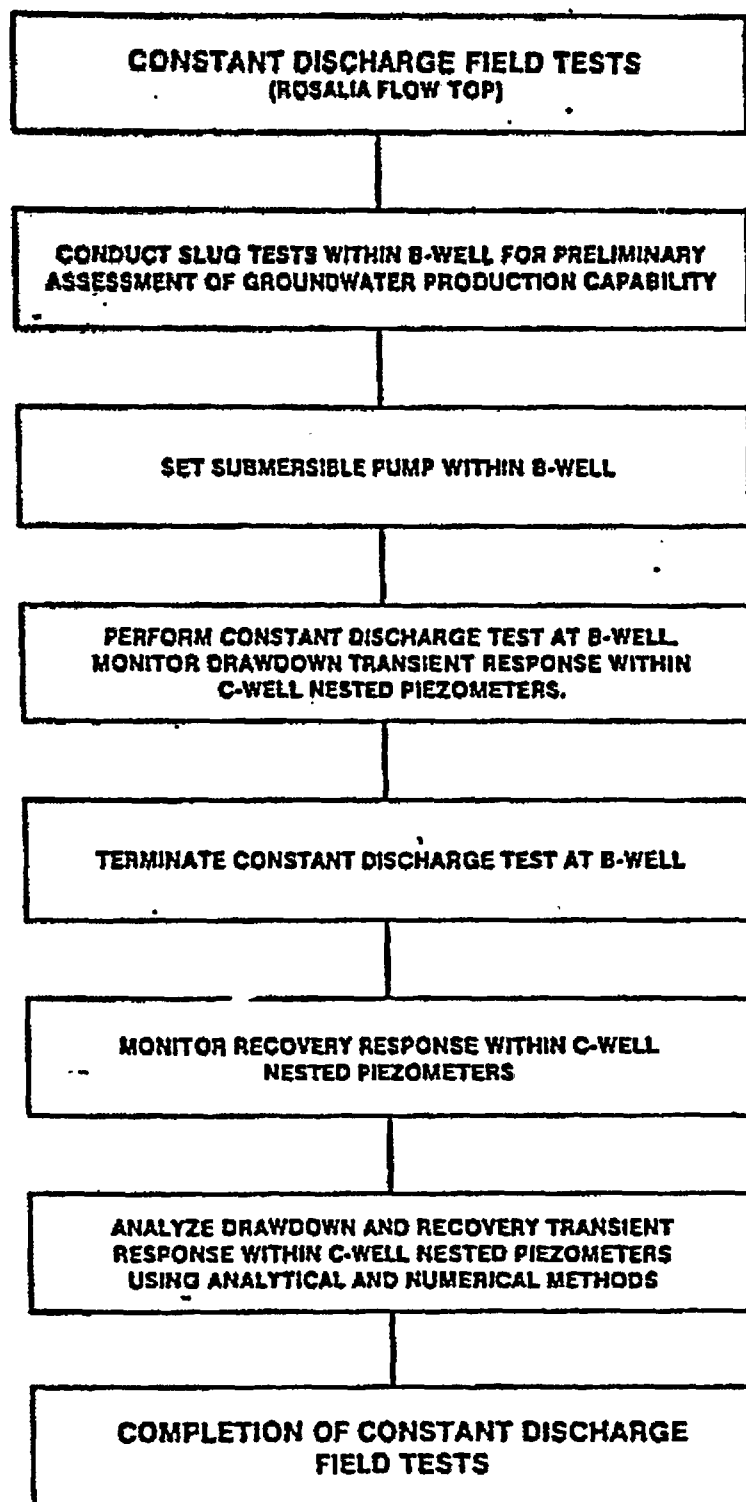 CONSTANT DISCHARGE FIELD TESTS
(ROSALIA FLOW TOP)
CONDUCT SLUG TESTS WITHIN B-WELL FOR PRELIMINARY
ASSESSMENT OF GROUNDWATER PRODUCTION CAPABILITY
SET SUBMERSIBLE PUMP WITHIN B-WELL
PERFORM CONSTANT DISCHARGE TEST AT B-WELL.
MONITOR DRAWDOWN TRANSIENT RESPONSE WITHIN
C-WELL NESTED PIEZOMETERS.
TERMINATE CONSTANT DISCHARGE TEST AT B-WELL
MONITOR RECOVERY RESPONSE WITHIN C-WELL
NESTED PIEZOMETERS
ANALYZE DRAWDOWN AND RECOVERY TRANSIENT
RESPONSE WITHIN C-WELL NESTED PIEZOMETERS
USING ANALYTICAL AND NUMERICAL METHODS
COMPLETION OF CONSTANT DISCHARGE
FIELD TESTS